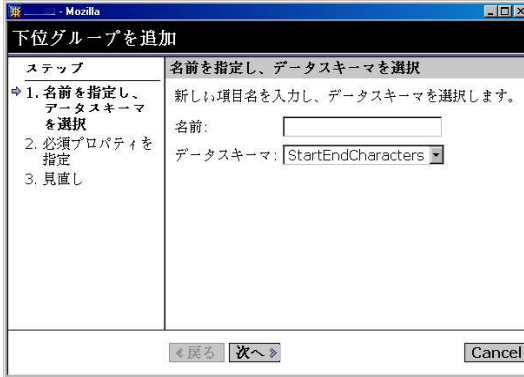 - Mozilla
下位グループを追加
ステップ
1. 名前を指定し、
データスキーマ
を選択
2. 必須プロパティを
指定
3. 見直し
名前を指定し、データスキーマを選択
新しい項目名を入力し、データスキーマを選択します。
名前:
データスキーマ: StartEndCharacters
《戻る 次へ》 Cancel